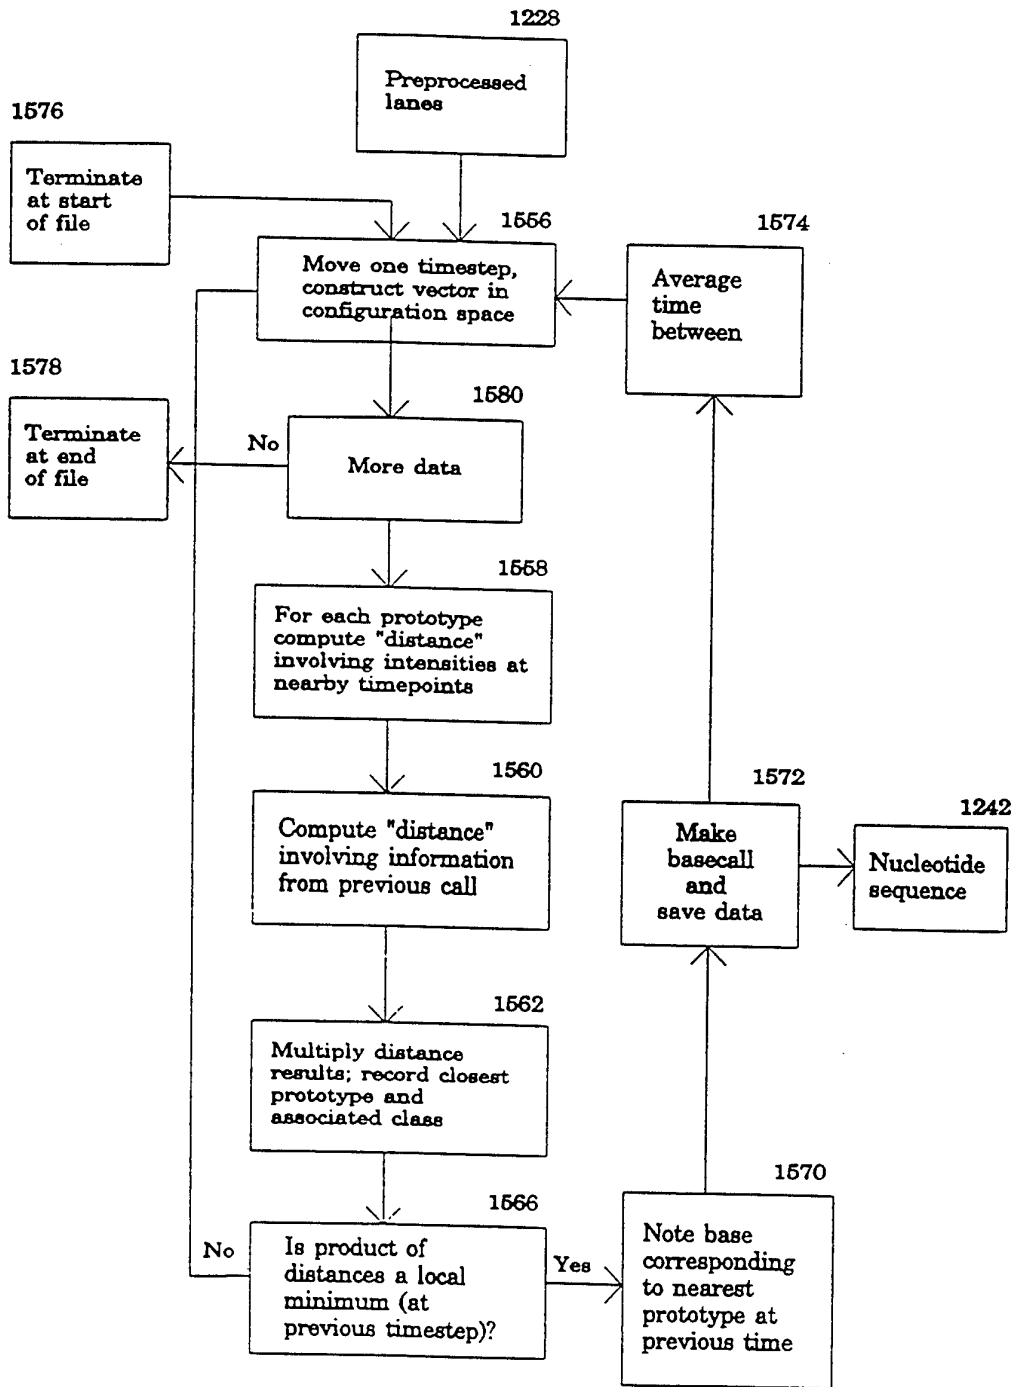 1228
Preprocessed
lanes
1576
Terminate
at start
of file
1556
Move one timestep,
construct vector in
configuration space
1574
Average
time
between
1578
Terminate
at end
of file
No
1580
More data
1558
For each prototype
compute "distance"
involving intensities at
nearby timepoints
1560
Compute "distance"
involving information
from previous call
1572
Make
basecall
and
save data
1242
Nucleotide
sequence
1562
Multiply distance
results; record closest
prototype and
associated class
1566
No
Is product of
distances a local
minimum (at
previous timestep)?
Yes
1570
Note base
corresponding
to nearest
prototype at
previous time